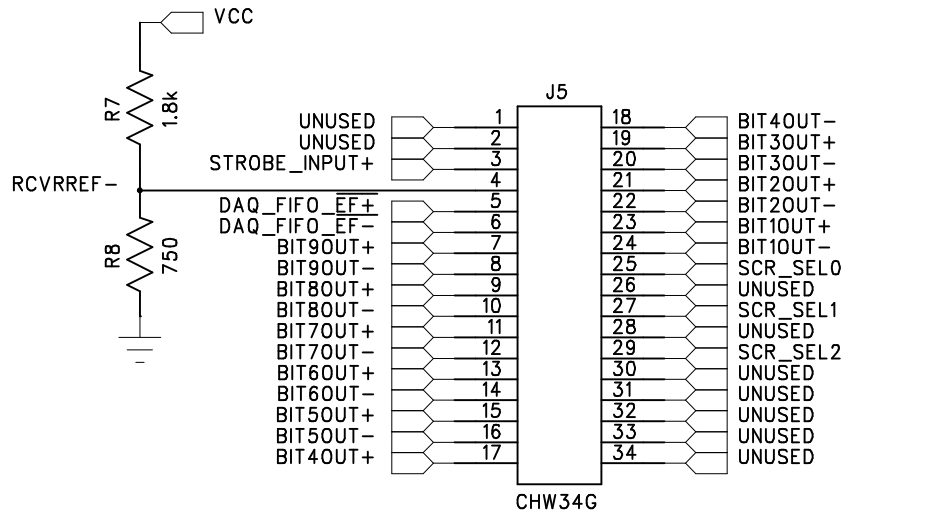 VCC
R7
1.8k
RCVRREF-
R8
750
J5
UNUSED 1
UNUSED 2
STROBE_INPUT+ 3
4
DAQ_FIFO_EF+ 5
DAQ_FIFO_EF- 6
BIT9OUT+ 7
BIT9OUT- 8
BIT8OUT+ 9
BIT8OUT- 10
BIT7OUT+ 11
BIT7OUT- 12
BIT6OUT+ 13
BIT6OUT- 14
BIT5OUT+ 15
BIT5OUT- 16
BIT4OUT+ 17
18 BIT4OUT-
19 BIT3OUT+
20 BIT3OUT-
21 BIT2OUT+
22 BIT2OUT-
23 BIT1OUT+
24 BIT1OUT-
25 SCR_SEL0
26 UNUSED
27 SCR_SEL1
28 UNUSED
29 SCR_SEL2
30 UNUSED
31 UNUSED
32 UNUSED
33 UNUSED
34 UNUSED
CHW34G